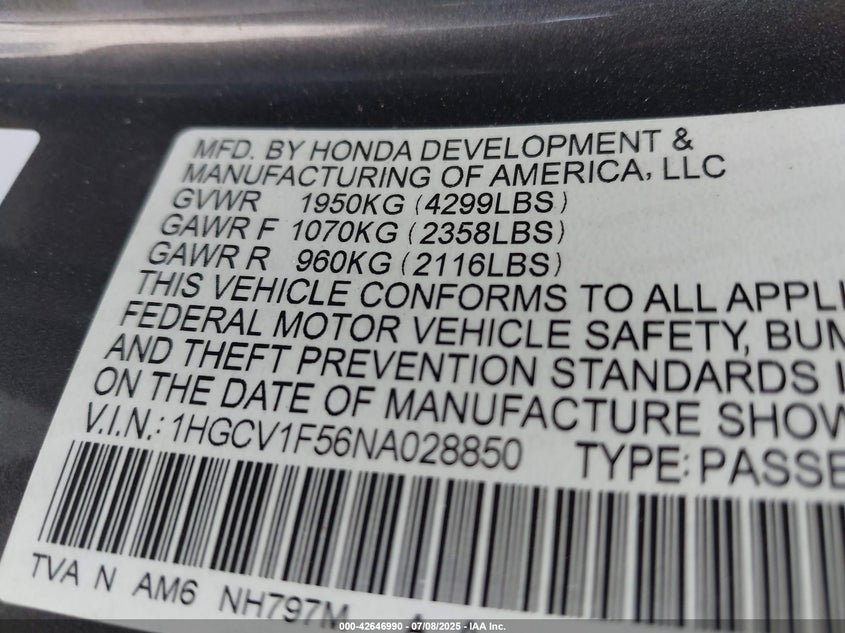 MFD. BY HONDA DEVELOPMENT &
MANUFACTURING OF AMERICA, LLC
GVWR 1950KG (4299LBS)
GAWR F 1070KG (2358LBS)
GAWR R 960KG (2116LBS)
THIS VEHICLE CONFORMS TO ALL APPLI
FEDERAL MOTOR VEHICLE SAFETY, BUM
AND THEFT PREVENTION STANDARDS I
ON THE DATE OF MANUFACTURE SHOW
V.I.N.: 1HGCV1F56NA028850 TYPE: PASSE
TVA N AM6 NH797M
000-42646990 - 07/08/2025 - IAA Inc.